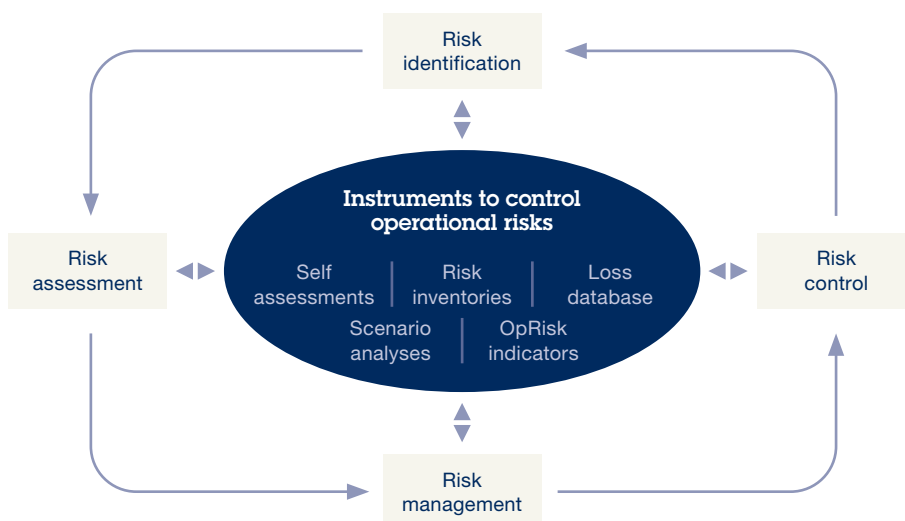 Risk
identification
Instruments to control
operational risks
Risk
assessment
Self
assessments
Risk
inventories
Loss
database
Risk
control
Scenario
analyses
OpRisk
indicators
Risk
management